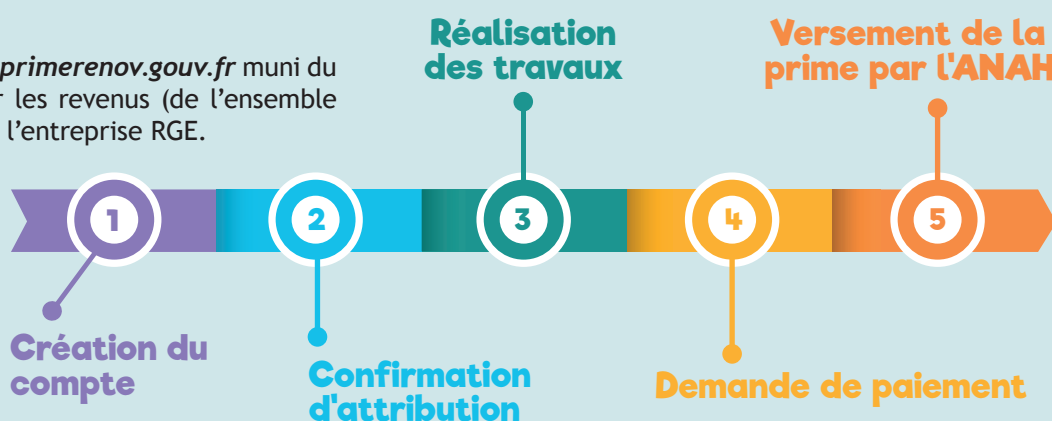 primerenov.gouv.fr muni du
les revenus (de l'ensemble
l'entreprise RGE.
Réalisation
des travaux
Versement de la
prime par l'ANAH
1
2
3
4
5
Création du
compte
Confirmation
d'attribution
Demande de paiement